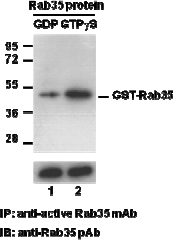 Rab35 protein
GDP GTPγS
95
72
55
GST-Rab35
36
28
1 2
IP: anti-active Rab35 mAb
IB: anti-Rab35 pAb